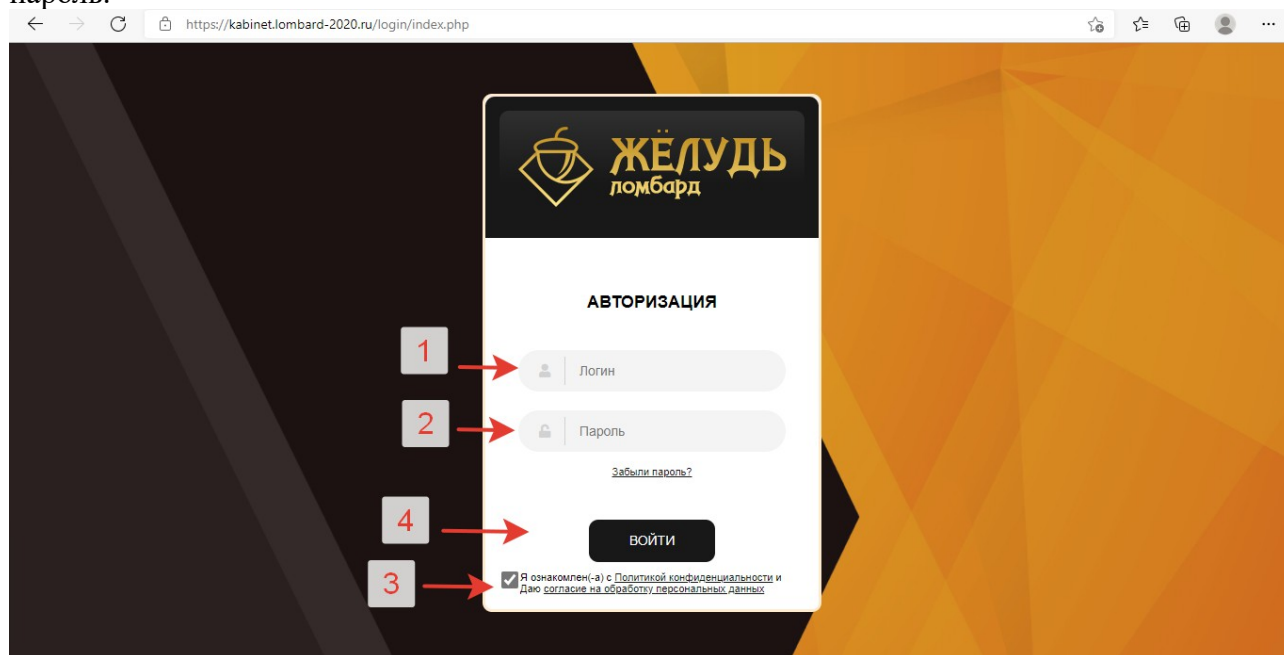 пароль.
https://kabinet.lombard-2020.ru/login/index.php
ЖЁЛУДЬ
ломбард
АВТОРИЗАЦИЯ
1
Логин
2
Пароль
Забыли пароль?
4
ВОЙТИ
3
Я ознакомлен(-а) с Политикой конфиденциальности и
Даю согласие на обработку персональных данных